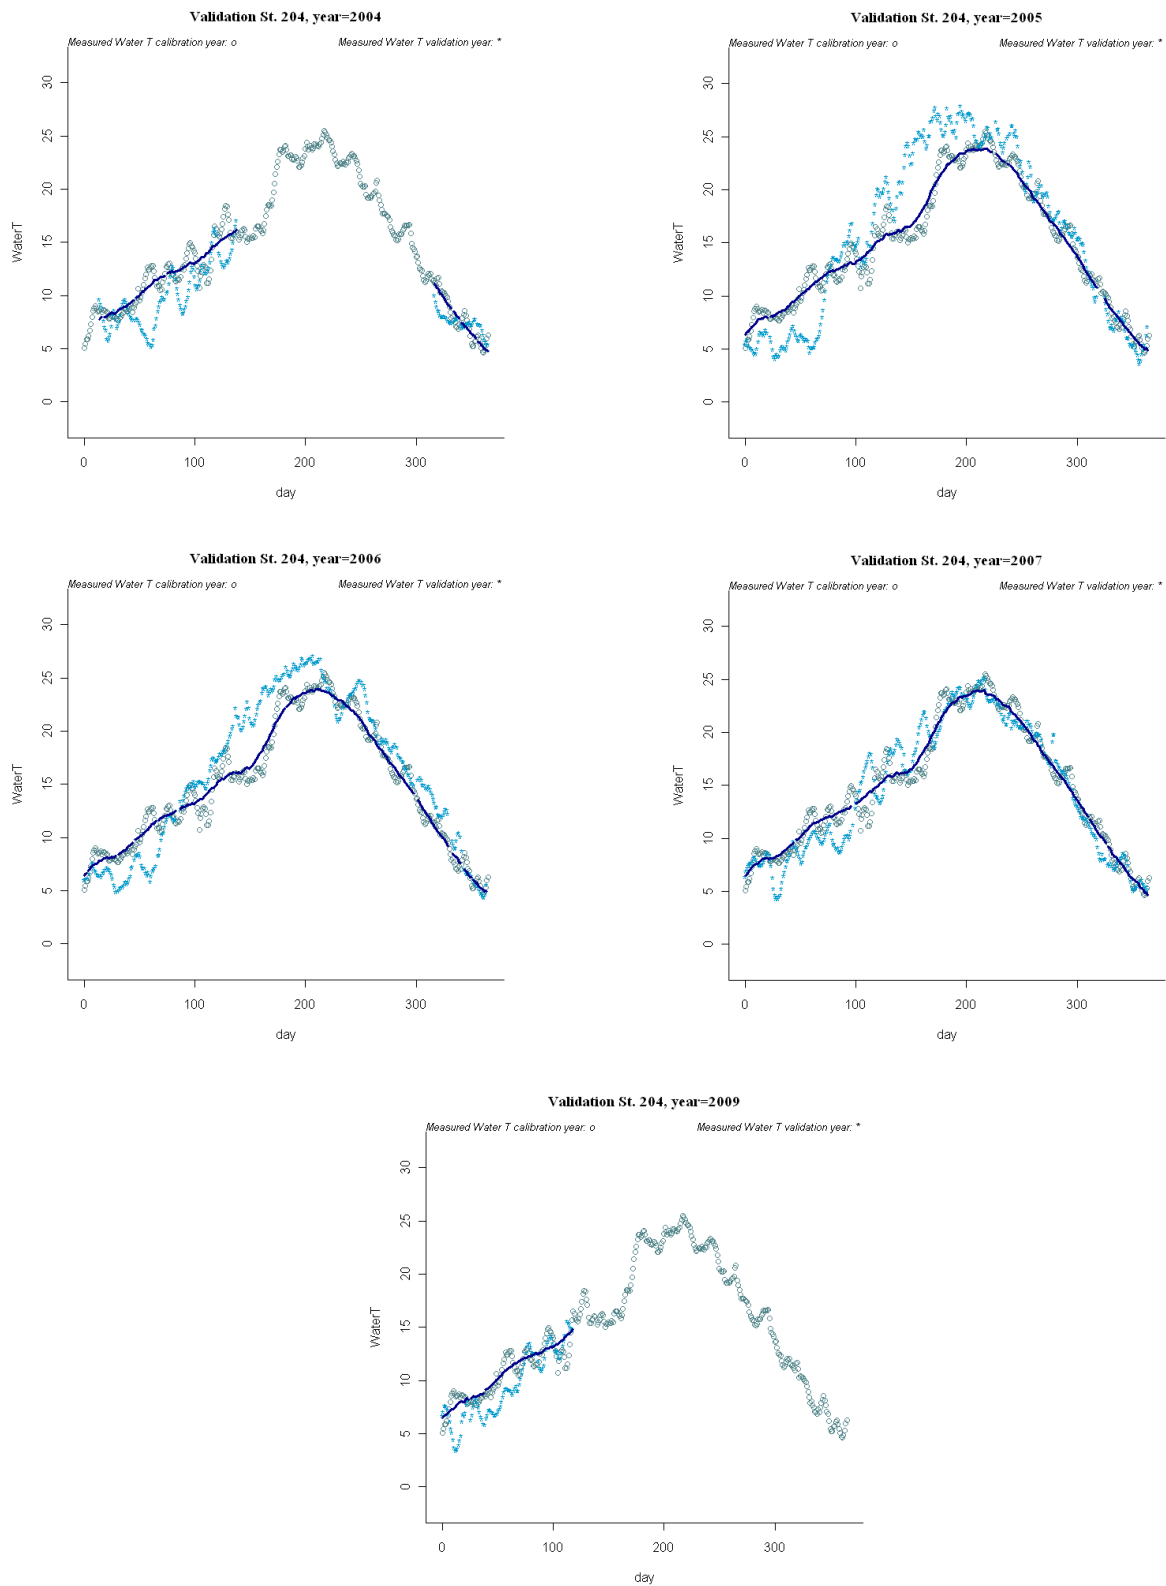 Validation St. 204, year=2004
Measured Water T calibration year: o
Measured Water T validation year: *
WaterT
30
25
20
15
10
5
0
0 100 200 300
day
Validation St. 204, year=2005
Measured Water T calibration year: o
Measured Water T validation year: *
WaterT
30
25
20
15
10
5
0
0 100 200 300
day
Validation St. 204, year=2006
Measured Water T calibration year: o
Measured Water T validation year: *
WaterT
30
25
20
15
10
5
0
0 100 200 300
day
Validation St. 204, year=2007
Measured Water T calibration year: o
Measured Water T validation year: *
WaterT
30
25
20
15
10
5
0
0 100 200 300
day
Validation St. 204, year=2009
Measured Water T calibration year: o
Measured Water T validation year: *
WaterT
30
25
20
15
10
5
0
0 100 200 300
day